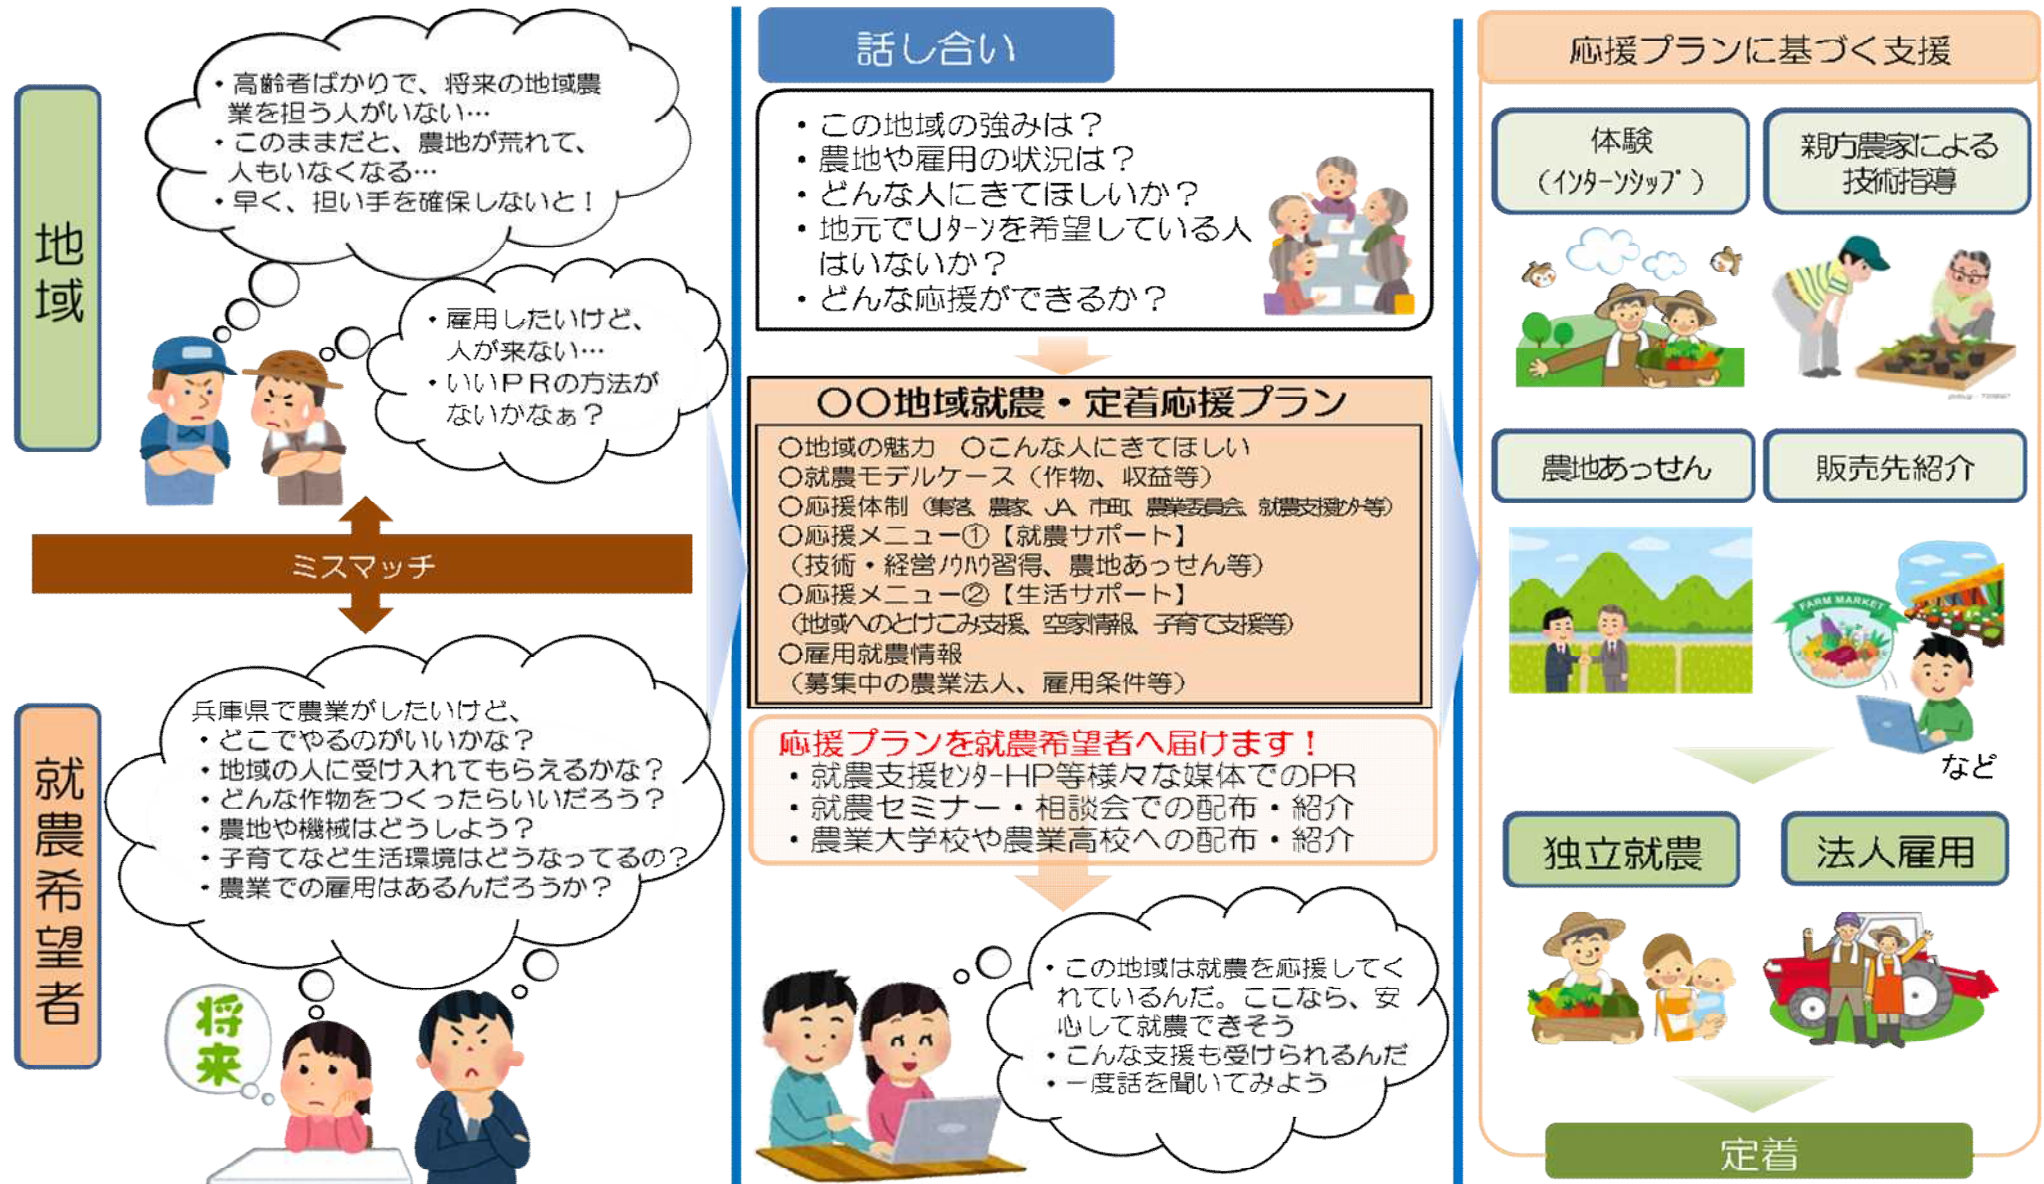 地域
・高齢者ばかりで、将来の地域農
業を担う人がいない…
・このままだと、農地が荒れて、
人もいなくなる…
・早く、担い手を確保しないと！
・雇用したいけど、
人が来ない…
・いいＰＲの方法が
ないかなぁ？
ミスマッチ
就農希望者
兵庫県で農業がしたいけど、
・どこでやるのがいいかな？
・地域の人に受け入れてもらえるかな？
・どんな作物をつくったらいいだろう？
・農地や機械はどうしよう？
・子育てなど生活環境はどうなってるの？
・農業での雇用はあるんだろうか？
将来
話し合い
・この地域の強みは？
・農地や雇用の状況は？
・どんな人にきてほしいか？
・地元でＵﾀｰﾝを希望している人
はいないか？
・どんな応援ができるか？
〇〇地域就農・定着応援プラン
〇地域の魅力　〇こんな人にきてほしい
〇就農モデルケース（作物、収益等）
〇応援体制（集落、農家、JA、市町、農業委員会、就農支援ｾﾝﾀｰ等）
〇応援メニュー①【就農サポート】
（技術・経営ﾉｳﾊｳ習得、農地あっせん等）
〇応援メニュー②【生活サポート】
（地域へのとけこみ支援、空家情報、子育て支援等）
〇雇用就農情報
（募集中の農業法人、雇用条件等）
応援プランを就農希望者へ届けます！
・就農支援ｾﾝﾀｰHP等様々な媒体でのPR
・就農セミナー・相談会での配布・紹介
・農業大学校や農業高校への配布・紹介
・この地域は就農を応援してく
れているんだ。ここなら、安
心して就農できそう
・こんな支援も受けられるんだ
・一度話を聞いてみよう
応援プランに基づく支援
体験
（ｲﾝﾀｰﾝｼｯﾌﾟ）
親方農家による
技術指導
農地あっせん
販売先紹介
FARM MARKET
など
独立就農
法人雇用
定着